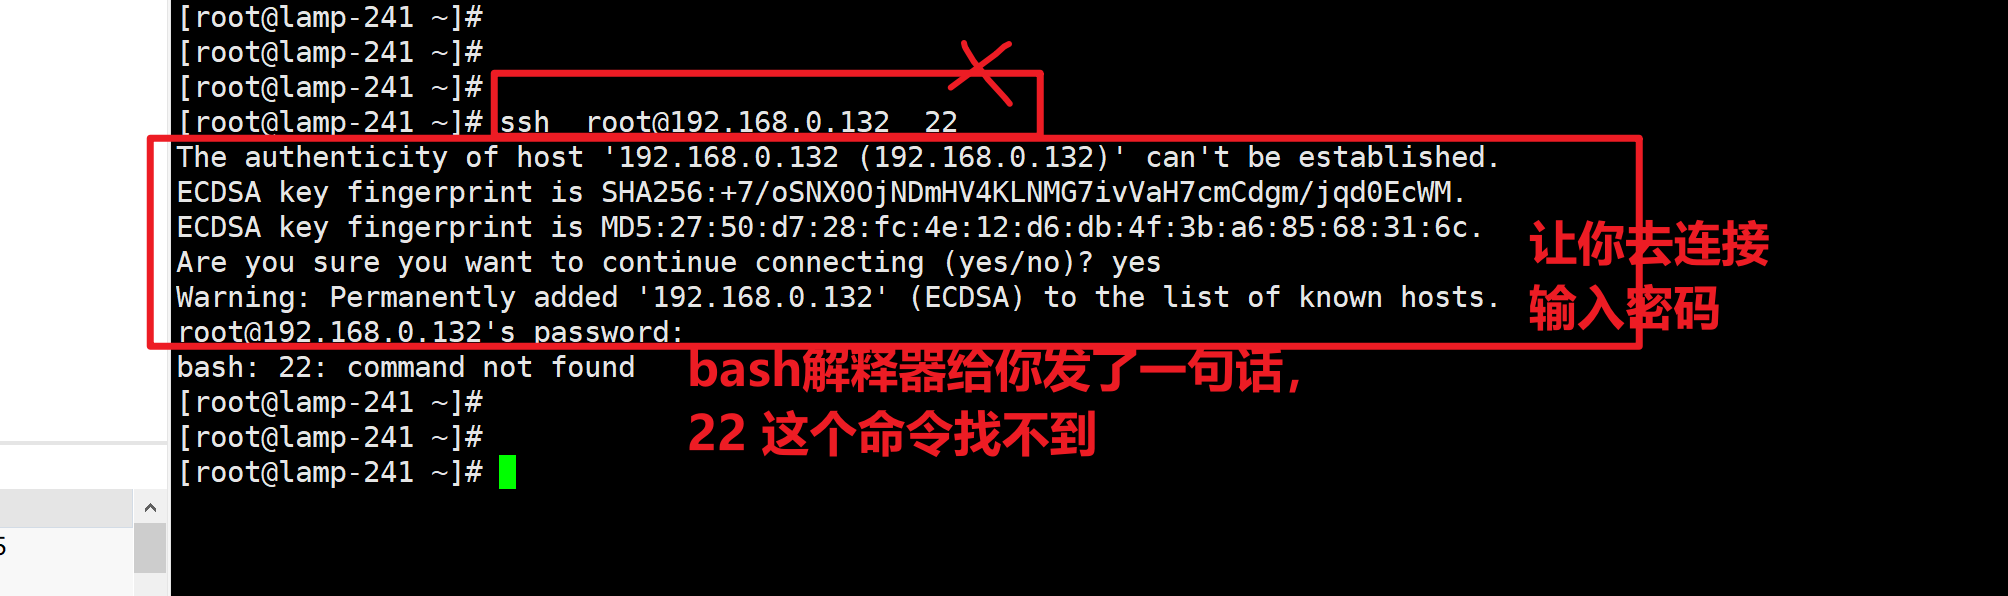 [root@lamp-241 ~]#
[root@lamp-241 ~]#
[root@lamp-241 ~]#
[root@lamp-241 ~]# ssh  root@192.168.0.132  22
The authenticity of host '192.168.0.132 (192.168.0.132)' can't be established.
ECDSA key fingerprint is SHA256:+7/oSNX0OjNDmHV4KLNMG7ivVaH7cmCdgm/jqd0EcWM.
ECDSA key fingerprint is MD5:27:50:d7:28:fc:4e:12:d6:db:4f:3b:a6:85:68:31:6c.
Are you sure you want to continue connecting (yes/no)? yes
Warning: Permanently added '192.168.0.132' (ECDSA) to the list of known hosts.
root@192.168.0.132's password:
让你去连接
输入密码
bash: 22: command not found
bash解释器给你发了一句话，
22 这个命令找不到
[root@lamp-241 ~]#
[root@lamp-241 ~]#
[root@lamp-241 ~]#